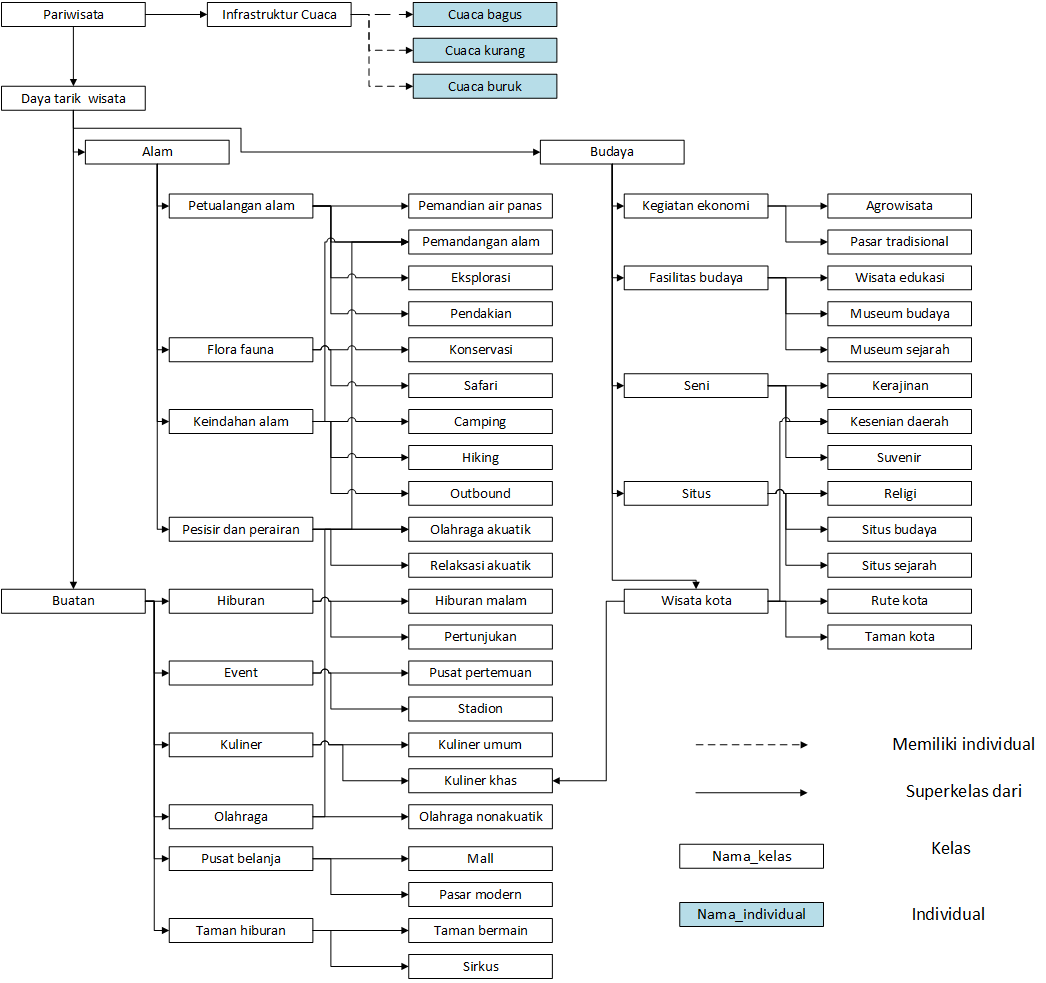 Pariwisata
Infrastruktur Cuaca
Cuaca bagus
Cuaca kurang
Cuaca buruk
Daya tarik  wisata
Alam
Budaya
Petualangan alam
Pemandian air panas
Kegiatan ekonomi
Agrowisata
Pemandangan alam
Pasar tradisional
Eksplorasi
Fasilitas budaya
Wisata edukasi
Pendakian
Museum budaya
Flora fauna
Konservasi
Museum sejarah
Safari
Seni
Kerajinan
Keindahan alam
Camping
Kesenian daerah
Hiking
Suvenir
Outbound
Situs
Religi
Pesisir dan perairan
Olahraga akuatik
Situs budaya
Relaksasi akuatik
Situs sejarah
Buatan
Hiburan
Hiburan malam
Wisata kota
Rute kota
Pertunjukan
Taman kota
Event
Pusat pertemuan
Stadion
Kuliner
Kuliner umum
Kuliner khas
Olahraga
Olahraga nonakuatik
Pusat belanja
Mall
Pasar modern
Taman hiburan
Taman bermain
Sirkus
Memiliki individual
Superkelas dari
Nama_kelas
Kelas
Nama_individual
Individual